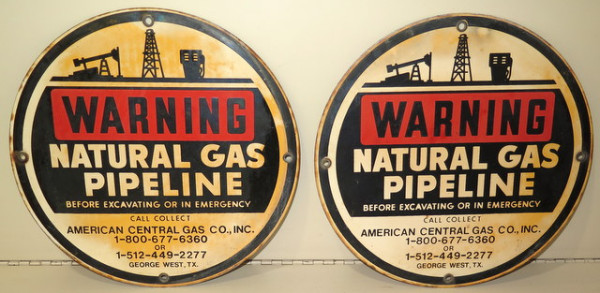 WARNING
NATURAL GAS
PIPELINE
BEFORE EXCAVATING OR IN EMERGENCY
CALL COLLECT
AMERICAN CENTRAL GAS CO., INC.
1-800-677-6360
OR
1-512-449-2277
GEORGE WEST, TX.
WARNING
NATURAL GAS
PIPELINE
BEFORE EXCAVATING OR IN EMERGENCY
CALL COLLECT
AMERICAN CENTRAL GAS CO., INC.
1-800-677-6360
OR
1-512-449-2277
GEORGE WEST, TX.